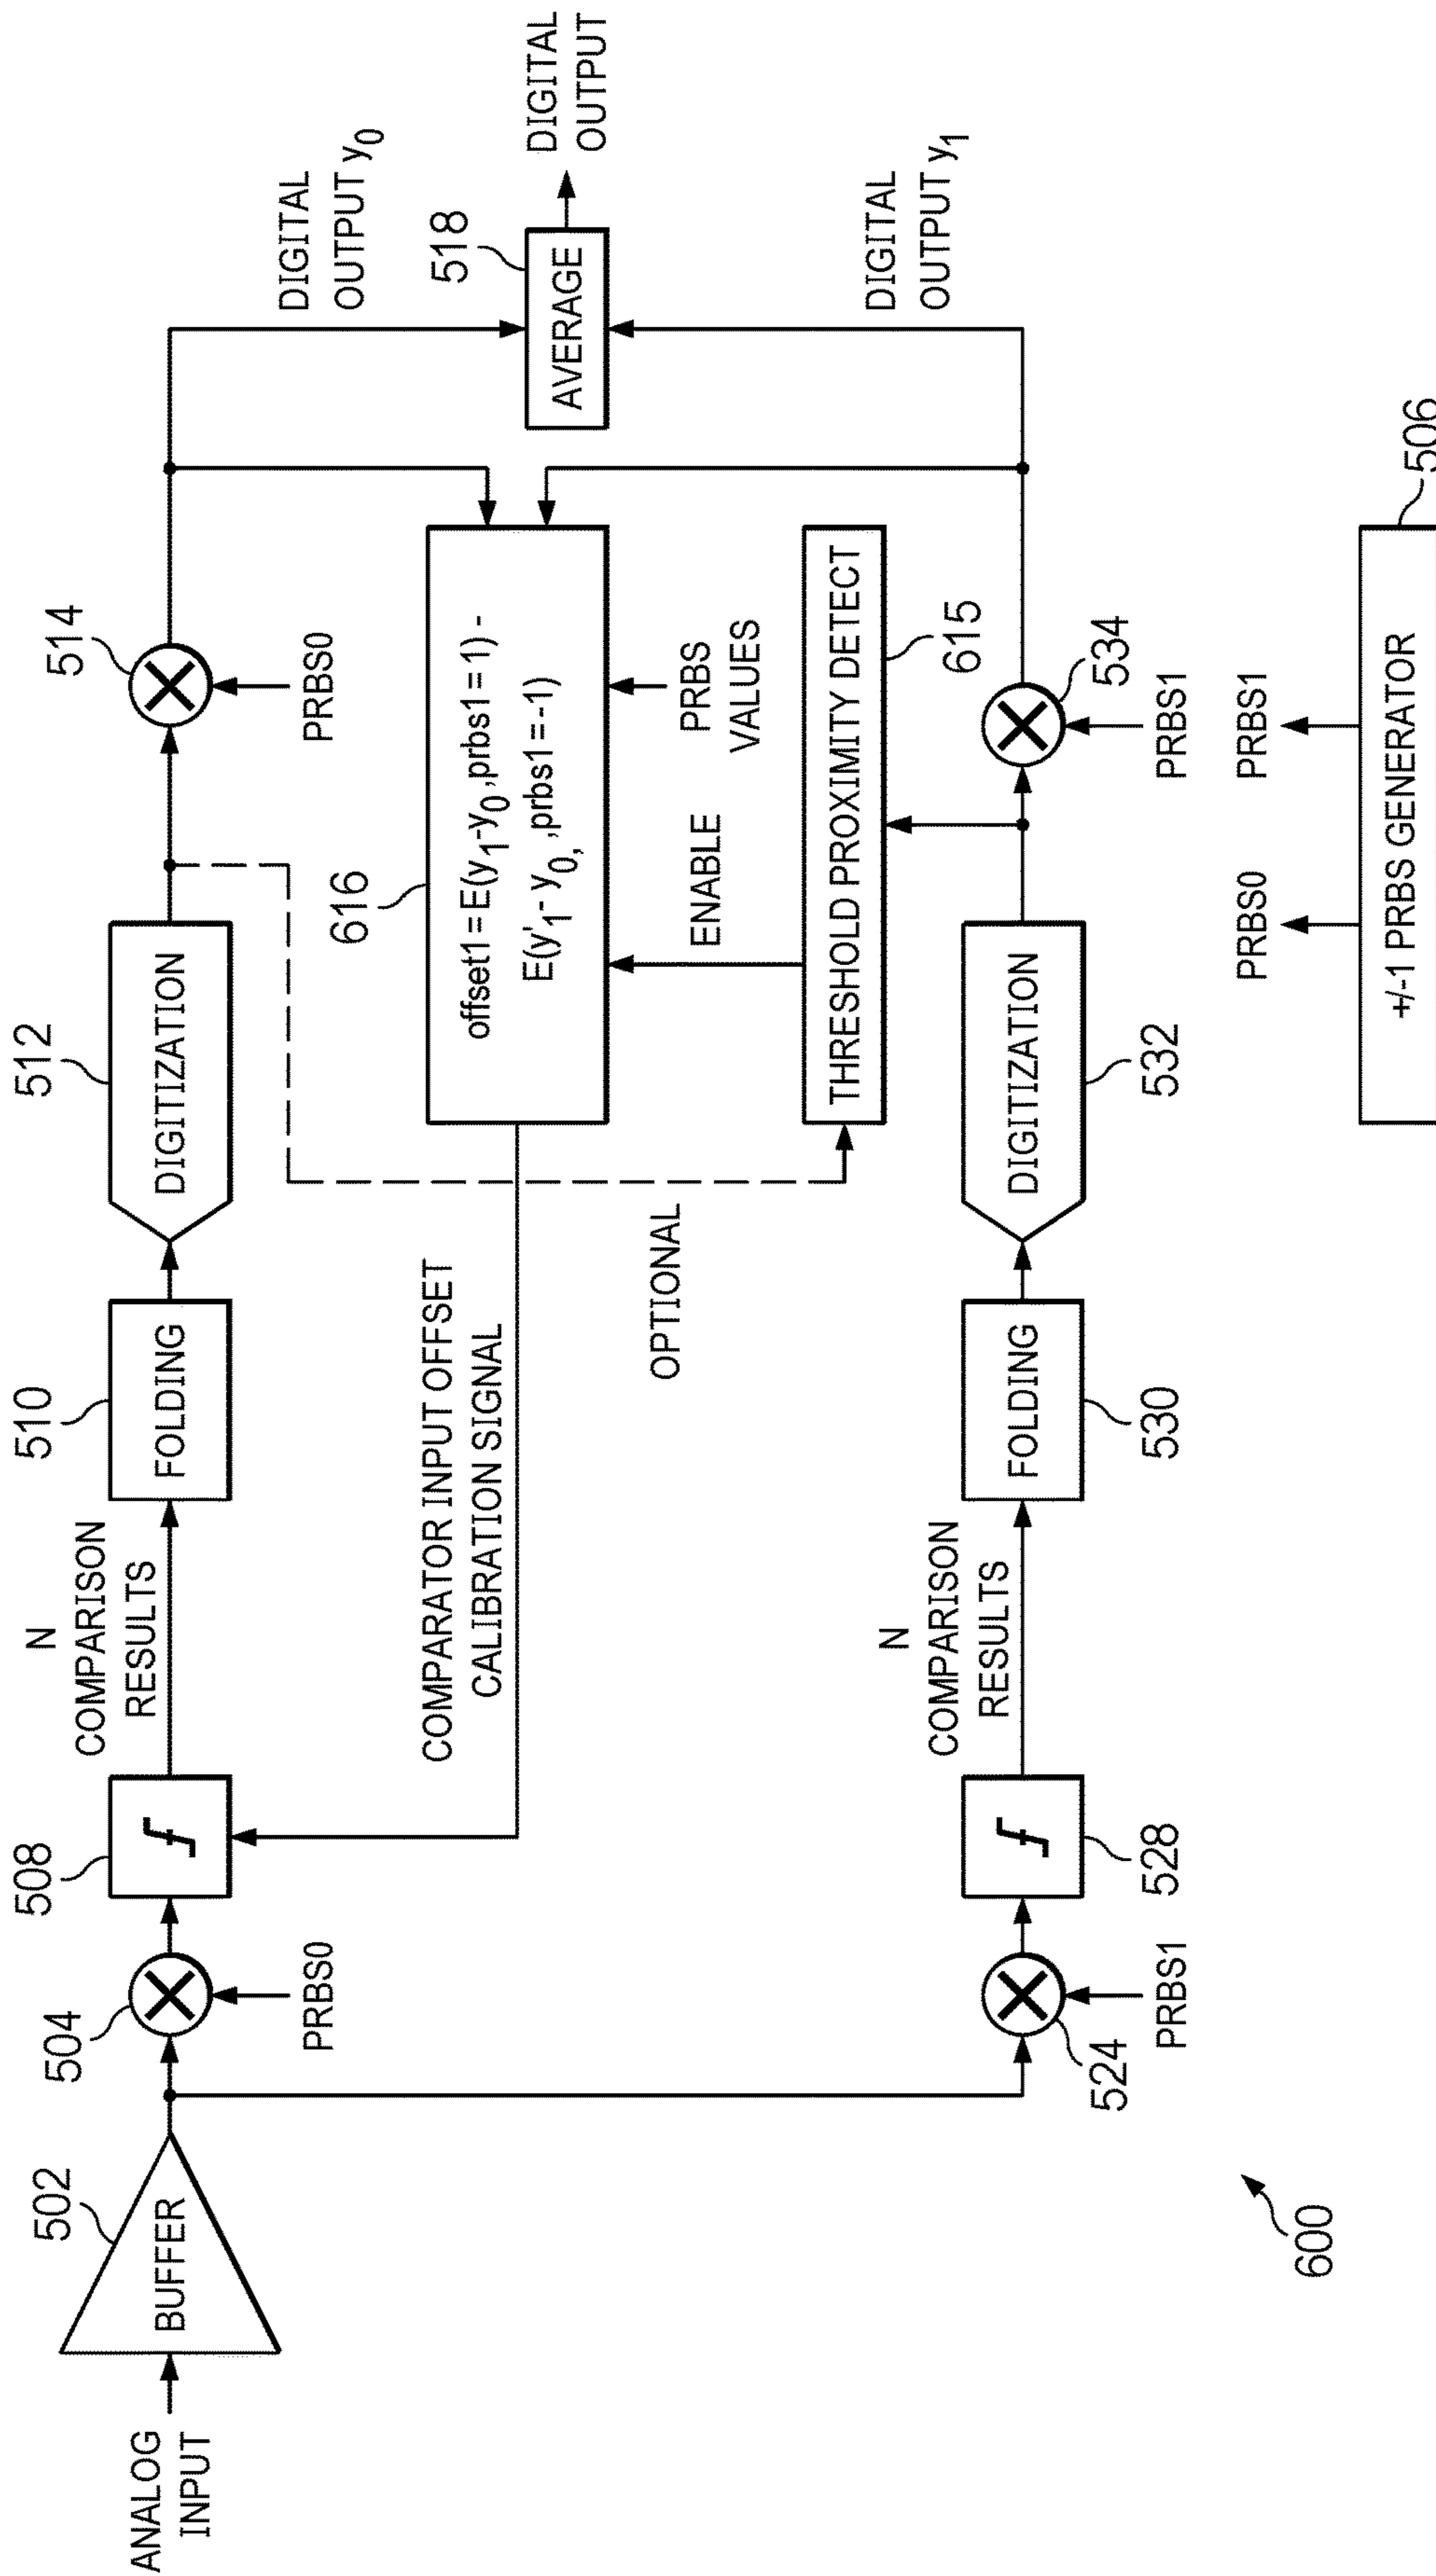 ANALOG
INPUT
BUFFER
502
504
PRBS0
508
N
COMPARISON
RESULTS
510
FOLDING
512
DIGITIZATION
514
PRBS0
DIGITAL
OUTPUT y0
518
AVERAGE
DIGITAL
OUTPUT
COMPARATOR INPUT OFFSET
CALIBRATION SIGNAL
616
offset1 = E(y1-y0,prbs1 = 1) -
E(y'1- y0, ,prbs1 = -1)
PRBS
VALUES
ENABLE
OPTIONAL
THRESHOLD PROXIMITY DETECT
615
524
PRBS1
528
N
COMPARISON
RESULTS
530
FOLDING
532
DIGITIZATION
534
PRBS1
DIGITAL
OUTPUT y1
PRBS0
PRBS1
+/-1 PRBS GENERATOR
506
600